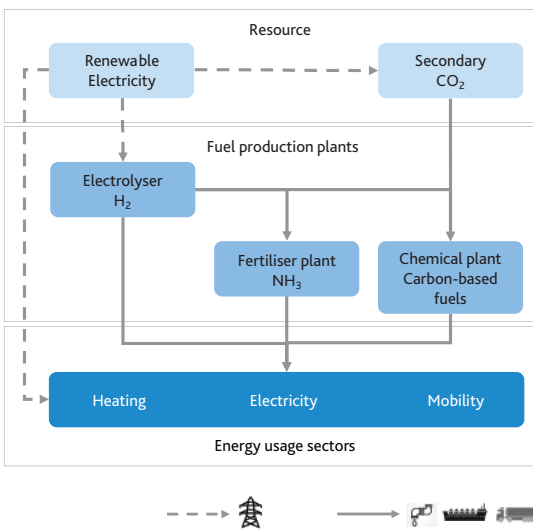 Resource
Renewable
Electricity
Secondary
CO₂
Fuel production plants
Electrolyser
H₂
Fertiliser plant
NH₃
Chemical plant
Carbon-based
fuels
Heating
Electricity
Mobility
Energy usage sectors